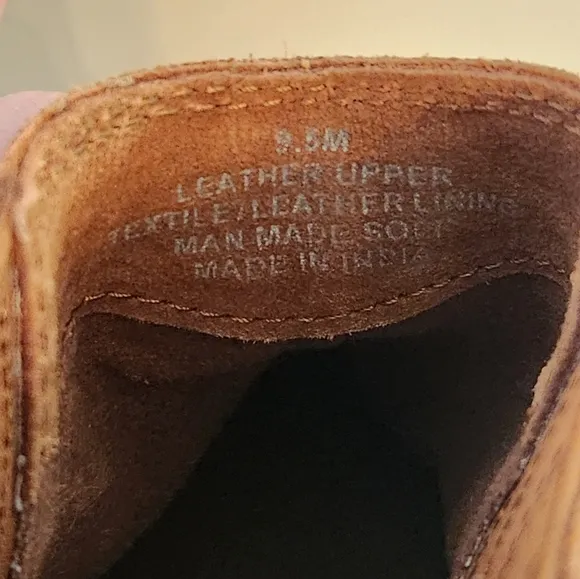 9.5M
LEATHER UPPER
TEXTILE/LEATHER LINING
MAN MADE SOLE
MADE IN INDIA